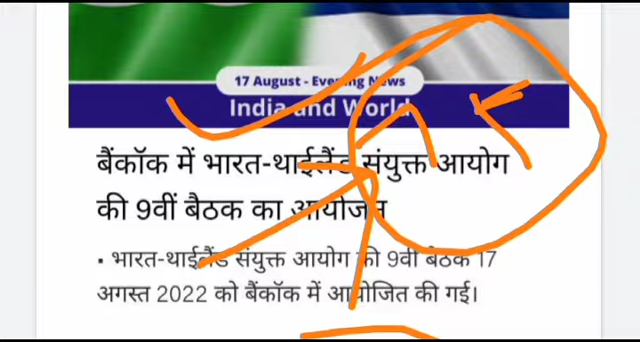 17 August - Evening News
India and World
बैंकॉक में भारत-थाईलैंड संयुक्त आयोग
की 9वीं बैठक का आयोजन
• भारत-थाईलैंड संयुक्त आयोग की 9वीं बैठक 17
अगस्त 2022 को बैंकॉक में आयोजित की गई।